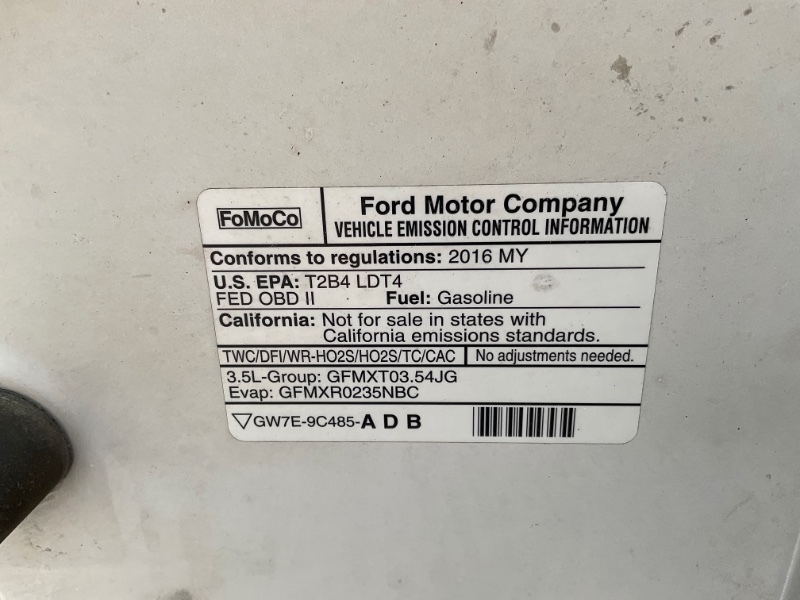 FoMoCo
Ford Motor Company
VEHICLE EMISSION CONTROL INFORMATION
Conforms to regulations: 2016 MY
U.S. EPA: T2B4 LDT4
FED OBD II Fuel: Gasoline
California: Not for sale in states with
California emissions standards.
TWC/DFI/WR-HO2S/HO2S/TC/CAC No adjustments needed.
3.5L-Group: GFMXT03.54JG
Evap: GFMXR0235NBC
GW7E-9C485-A D B